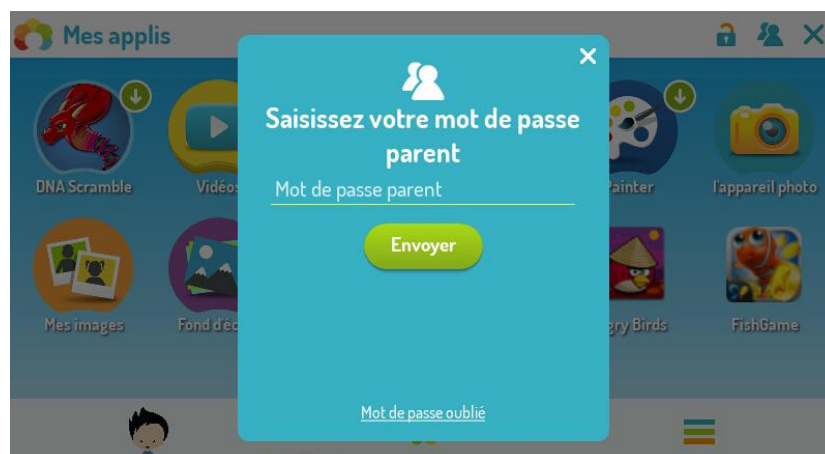 Mes applis
Saisissez votre mot de passe
parent
Mot de passe parent
Envoyer
Mot de passe oublié
DNA Scramble
Vidéos
Painter
l'appareil photo
Mes images
Fond d'éc
gry Birds
FishGame